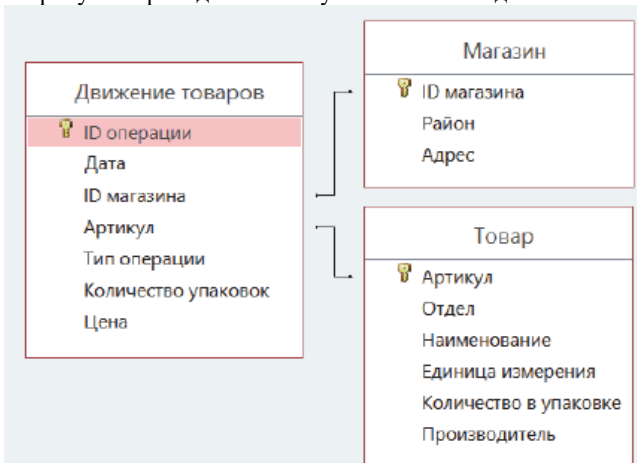 Движение товаров
ID операции
Дата
ID магазина
Артикул
Тип операции
Количество упаковок
Цена
Магазин
ID магазина
Район
Адрес
Товар
Артикул
Отдел
Наименование
Единица измерения
Количество в упаковке
Производитель